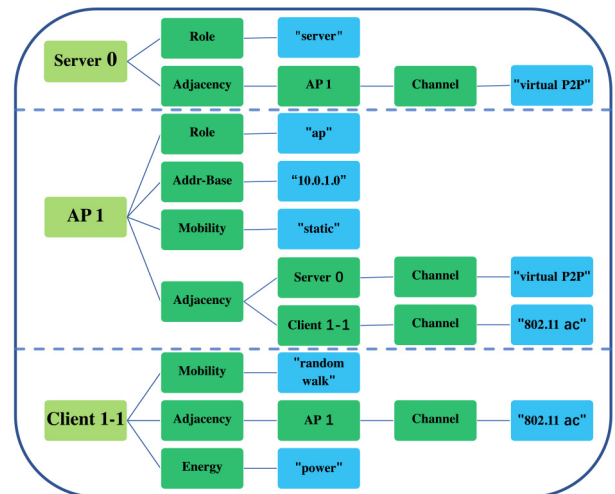 Server 0
Role
"server"
Adjacency
AP 1
Channel
"virtual P2P"
AP 1
Role
"ap"
Addr-Base
“10.0.1.0”
Mobility
"static"
Adjacency
Server 0
Channel
"virtual P2P"
Client 1-1
Channel
"802.11 ac"
Client 1-1
Mobility
"random
walk"
Adjacency
AP 1
Channel
"802.11 ac"
Energy
"power"